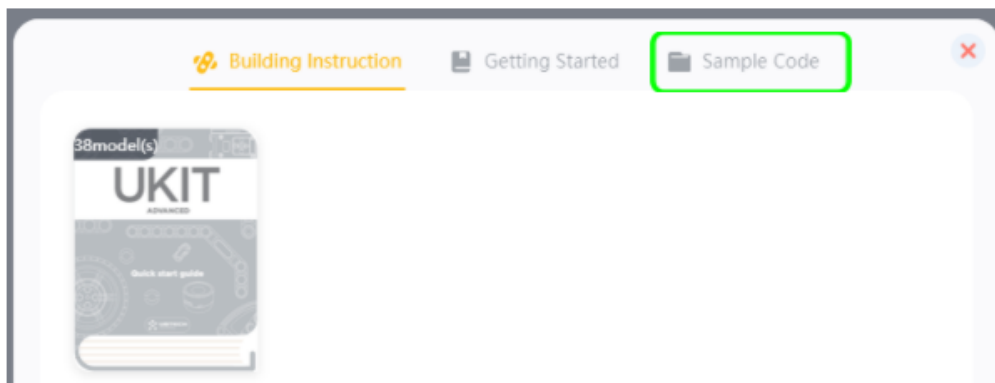 Building Instruction
Getting Started
Sample Code
38model(s)
UKIT
ADVANCED
Quick start guide